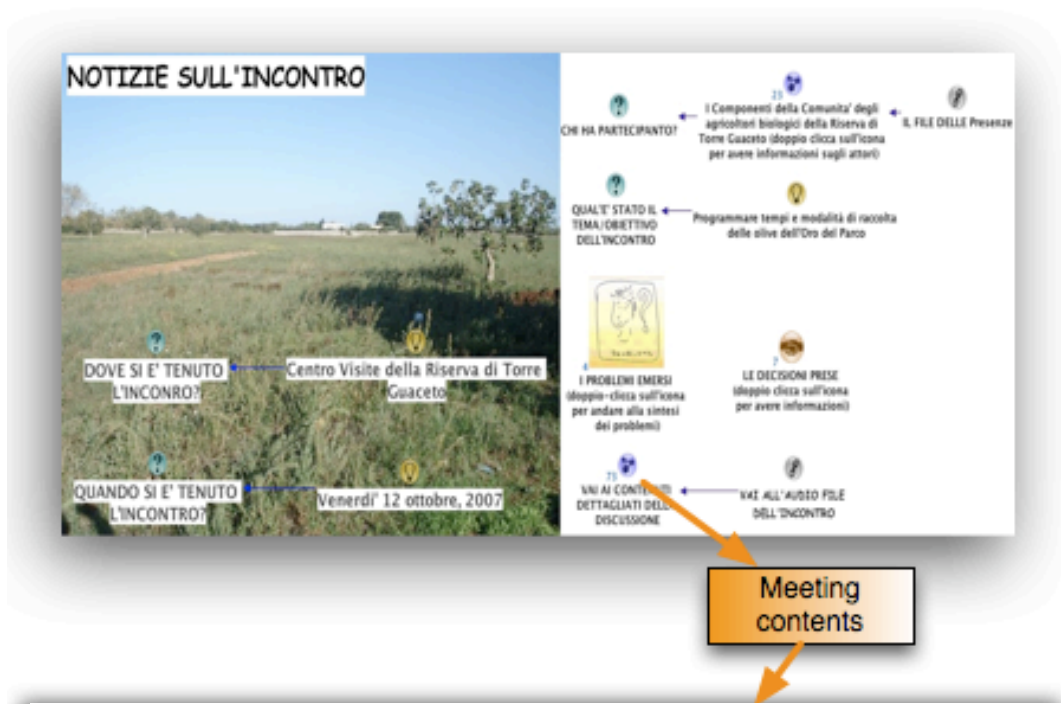 NOTIZIE SULL'INCONTRO
DOVE SI E' TENUTO
L'INCONRO?
Centro Visite della Riserva di Torre
Guaceto
QUANDO SI E' TENUTO
L'INCONTRO?
Venerdi' 12 ottobre, 2007
CHI HA PARTECIPANTO?
23
I Componenti della Comunita' degli
agricoltori biologici della Riserva di
Torre Guaceto (doppio clicca sull'icona
per avere informazioni sugli attori)
IL FILE DELLE Presenze
QUAL'E' STATO IL
TEMA/OBIETTIVO
DELL'INCONTRO
Programmare tempi e modalità di raccolta
delle olive dell'Oro del Parco
4
I PROBLEMI EMERSI
(doppio-clicca sull'icona
per andare alla sintesi
dei problemi)
7
LE DECISIONI PRESE
(doppio clicca sull'icona
per avere informazioni)
73
VAI AI CONTENUTI
DETTAGLIATI DELLA
DISCUSSIONE
VAI ALL'AUDIO FILE
DELL'INCONTRO
Meeting
contents